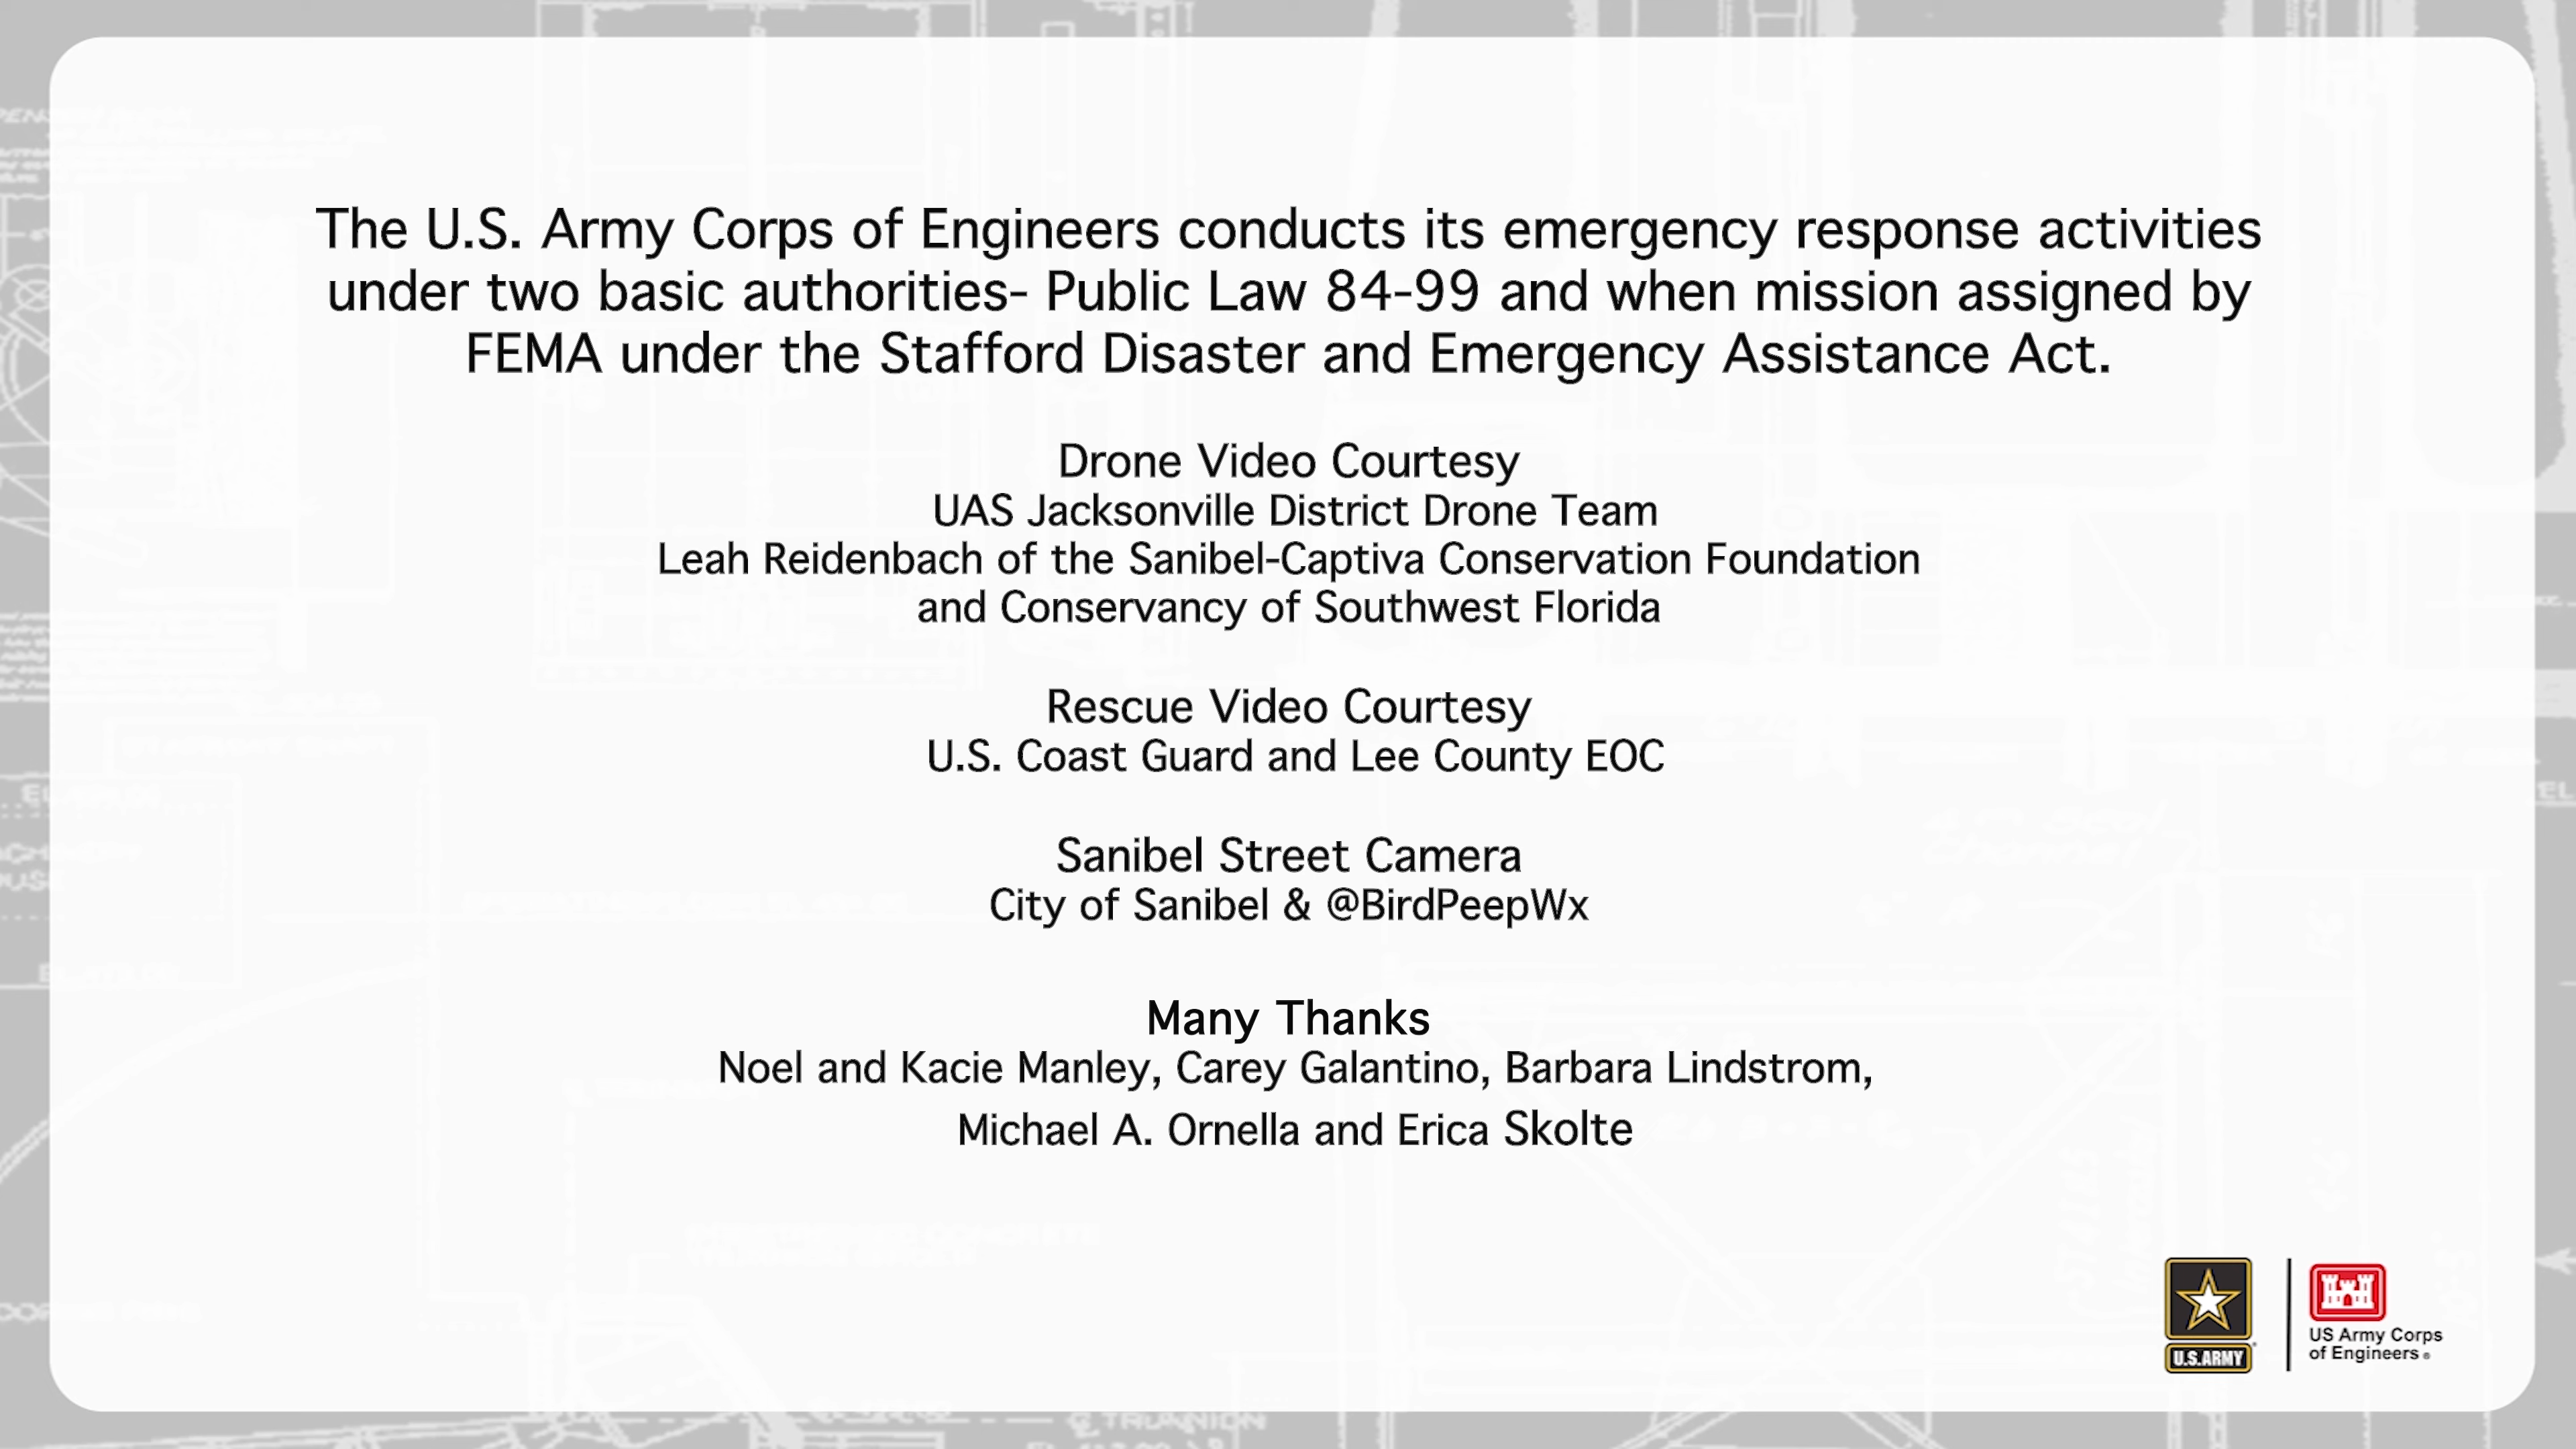 The U.S. Army Corps of Engineers conducts its emergency response activities
under two basic authorities- Public Law 84-99 and when mission assigned by
FEMA under the Stafford Disaster and Emergency Assistance Act.
Drone Video Courtesy
UAS Jacksonville District Drone Team
Leah Reidenbach of the Sanibel-Captiva Conservation Foundation
and Conservancy of Southwest Florida
Rescue Video Courtesy
U.S. Coast Guard and Lee County EOC
Sanibel Street Camera
City of Sanibel & @BirdPeepWx
Many Thanks
Noel and Kacie Manley, Carey Galantino, Barbara Lindstrom,
Michael A. Ornella and Erica Skolte
U.S.ARMY
US Army Corps
of Engineers ®
TRUNNION